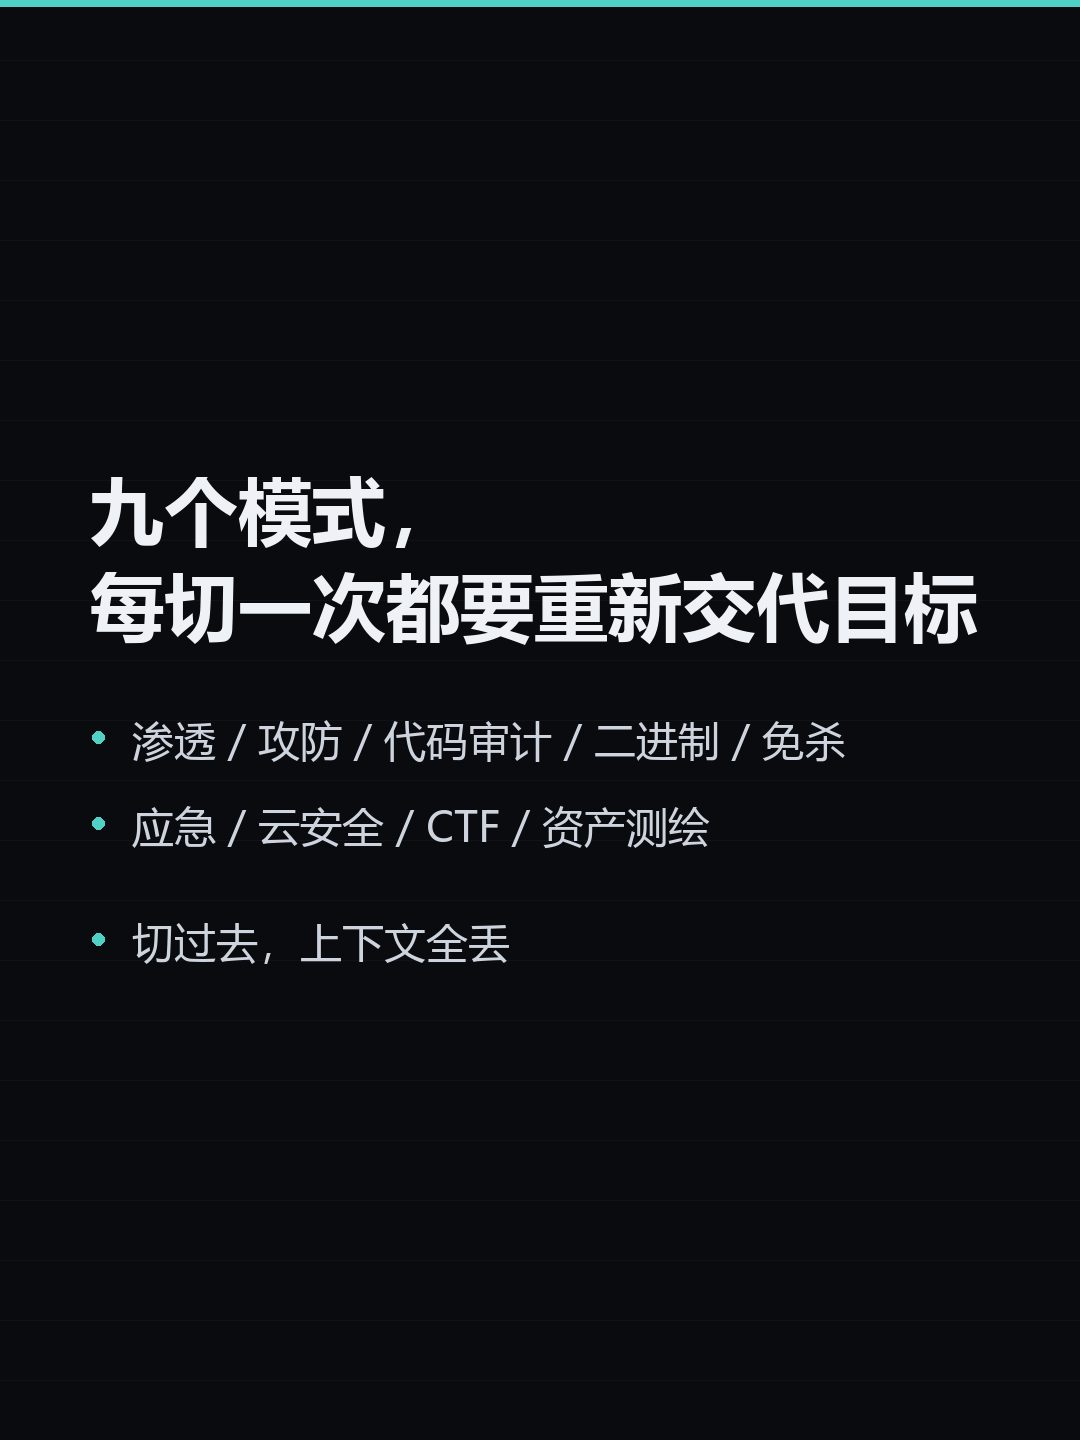 九个模式，
每切一次都要重新交代目标
渗透 / 攻防 / 代码审计 / 二进制 / 免杀
应急 / 云安全 / CTF / 资产测绘
切过去，上下文全丢